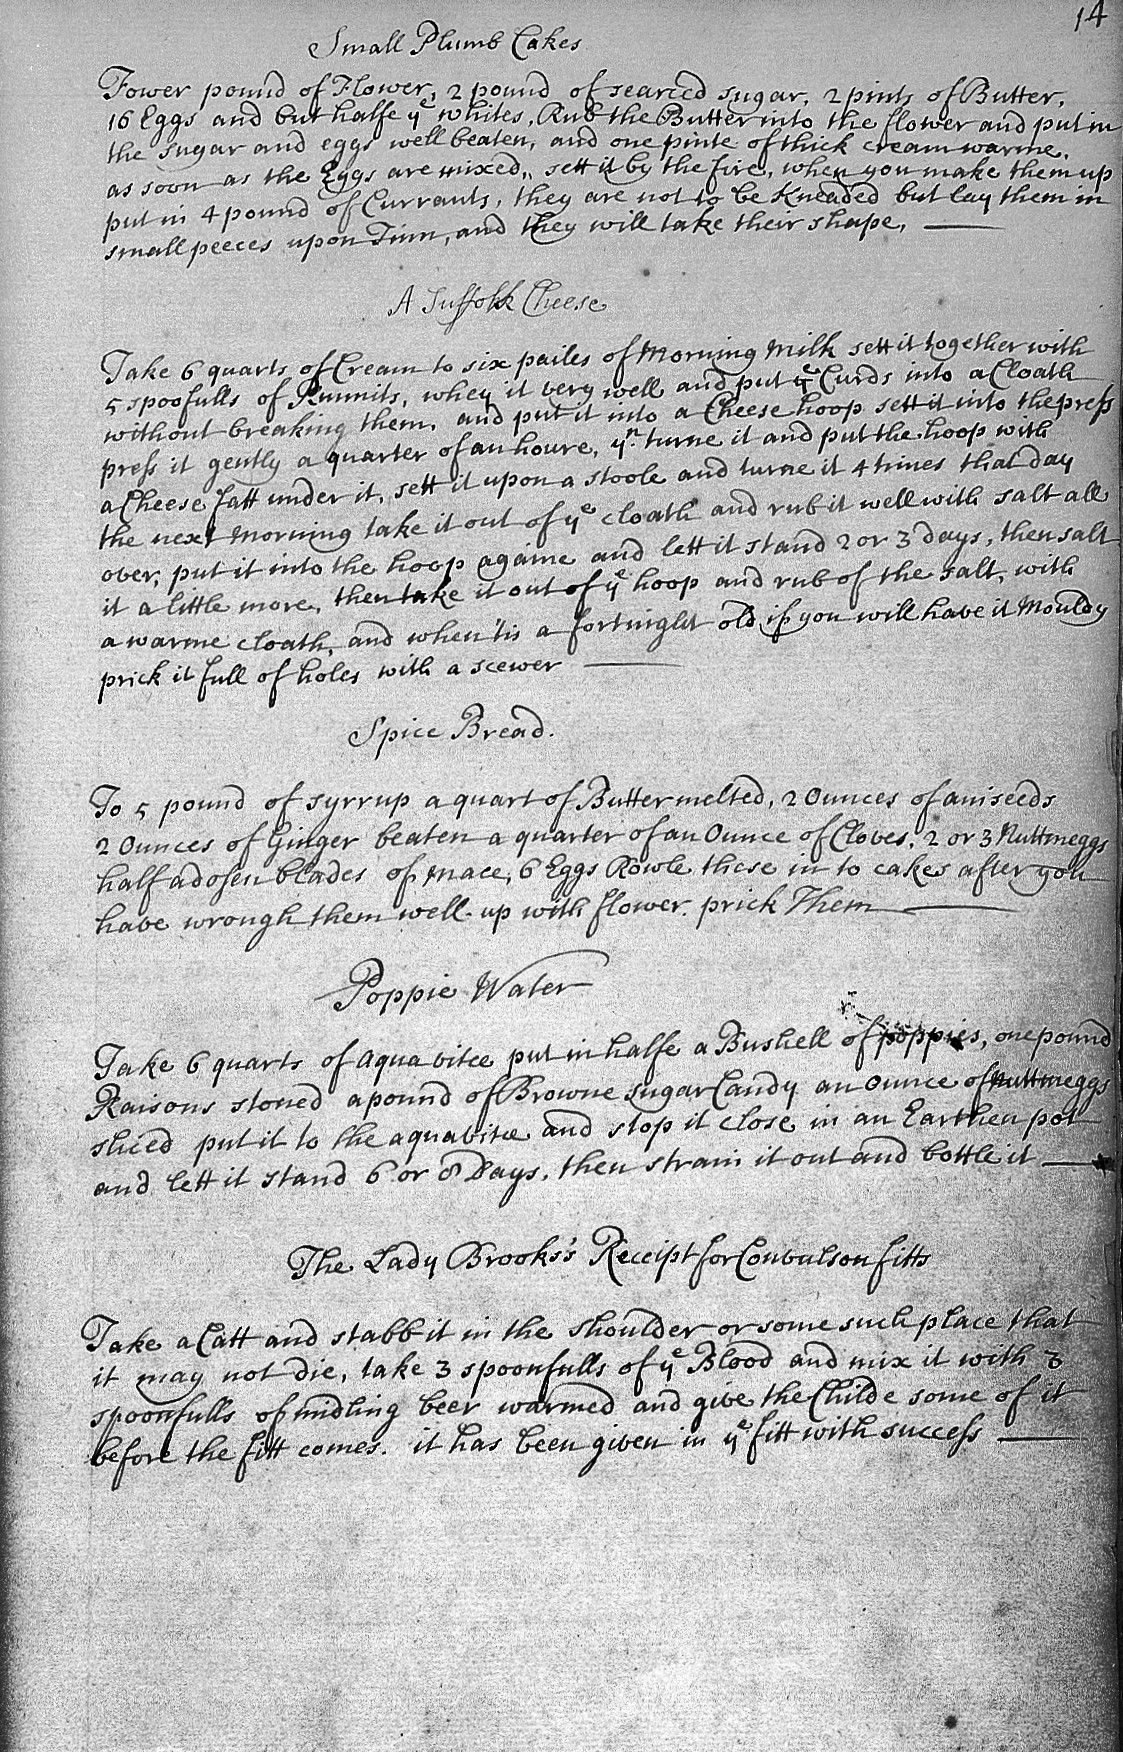 14
Small Plumb Cakes
Fower pound of Flower, 2 pound of searced sugar, 2 pints of Butter,
16 Eggs and but halfe yͤ whites, Rub the Butter into the flower and put in
the sugar and eggs well beaten, and one pinte of thick cream warme,
as soon as the Eggs are mixed, sett it by the fire, when you make them up
put in 4 pound of Currants, they are not to be Kneaded but lay them in
small peeces upon Tinn, and they will take their shape.
A Suffolk Cheese
Take 6 quarts of Cream to six pailes of Morning Milk sett it together with
5 spoofulls of Runnits, whey it very well and put yͤ Curds into a Cloath
without breaking them, and put it into a Cheese hoop sett it into the press
press it gently a quarter of an houre, yⁿ turne it and put the hoop with
a Cheese fatt under it, sett it upon a stoole and turne it 4 times that day
the next Morning take it out of yͤ cloath and rub it well with salt all
over, put it into the hoop againe and lett it stand 2 or 3 days, then salt
it a little more, then take it out of yͤ hoop and rub of the salt, with
a warme cloath, and when 'tis a fortnight old if you will have it Mouldy
prick it full of holes with a scewer
Spice Bread.
To 5 pound of syrrup a quart of Butter melted, 2 Ounces of aniseeds
2 Ounces of Ginger beaten a quarter of an Ounce of Cloves, 2 or 3 Nuttmeggs
half a dosen blades of mace, 6 Eggs Rowle these in to cakes after you
have wrough them well up with flower. prick Them
Poppie Water
Take 6 quarts of aqua vitæ put in halfe a Bushell of poppies, one pound
Raisons stoned a pound of Browne sugar Candy an Ounce of Nuttmeggs
sliced put it to the aquavitæ and stop it close in an Earthen pot
and lett it stand 6 or 8 Days, then strain it out and bottle it
The Lady Brooks's Receipt for Convulson fitts
Take a Catt and stabb it in the shoulder or some such place that
it may not die, take 3 spoonfulls of yͤ Blood and mix it with 3
spoonfulls of midling beer warmed and give the Childe some of it
before the fitt comes. it has been given in yͤ fitt with success